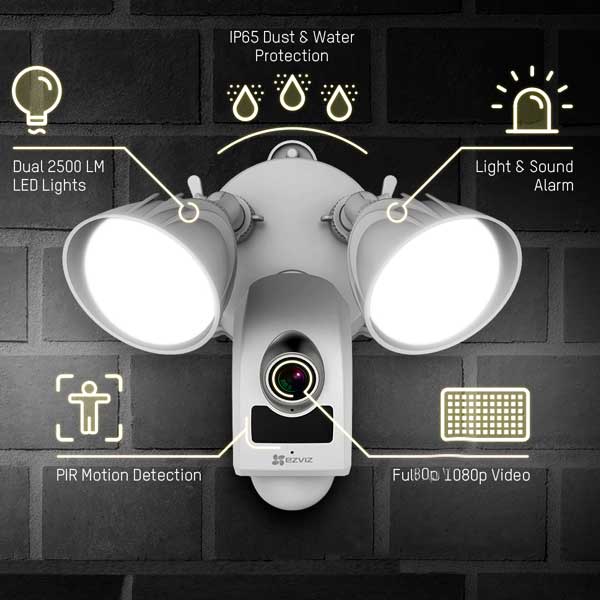 IP65 Dust & Water
Protection
Dual 2500 LM
LED Lights
Light & Sound
Alarm
PIR Motion Detection
1080p Video
ezviz